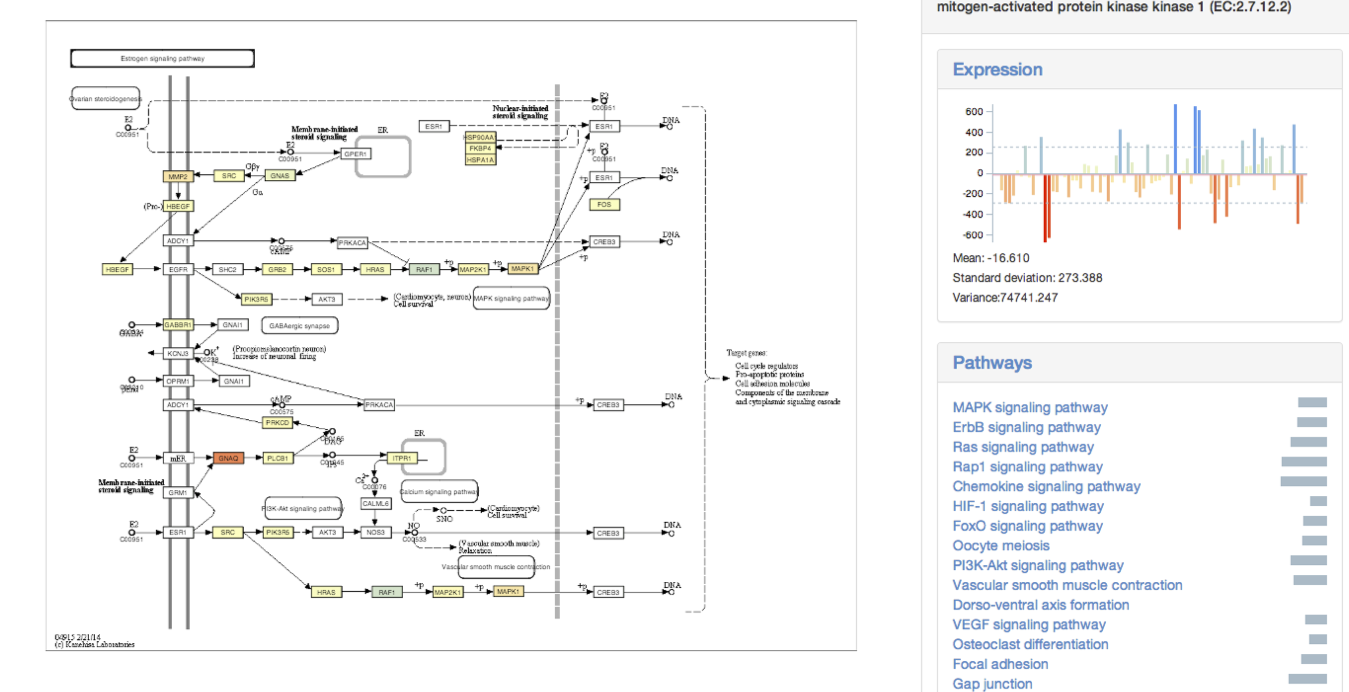 Estrogen signaling pathway
Ovarian steroidogenesis
E2
C00951
E2
C00951
Membrane-initiated
steroid signaling
E2
C00951
GPER1
ER
Nuclear-initiated
steroid signaling
ESR1
HSP90AA1
FKBP4
HSPA1A
ESR1
DNA
+p
E2
C00951
MMP2
SRC
Gβγ
GNAS
Gα
+p
ESR1
DNA
(Pro-)
HBEGF
FOS
ADCY1
cAMP
C00575
PRKACA
CREB3
DNA
+p
HBEGF
EGFR
SHC2
GRB2
SOS1
HRAS
RAF1
+p
MAP2K1
+p
MAPK1
PIK3R5
AKT3
(Cardiomyocyte, neuron)
Cell survival
MAPK signaling pathway
GABA
GABBR1
GNAI1
GABAergic synapse
KCNJ3
K+
C00238
(Proopiomelanocortin neuron)
Increase of neuronal firing
OPRM1
GNAI1
ADCY1
cAMP
C00575
PRKACA
+p
CREB3
DNA
PRKCD
DAG
E2
C00951
mER
GNAQ
PLCB1
IP3
ITPR1
ER
Membrane-initiated
steroid signaling
GRM1
Ca2+
C00076
Calcium signaling pathway
PI3K-Akt signaling pathway
CALML6
SNO
(Cardiomyocyte)
Cell survival
E2
C00951
ESR1
SRC
PIK3R5
AKT3
NOS3
NO
C00533
CREB3
DNA
(Vascular smooth muscle)
Relaxation
Vascular smooth muscle contraction
HRAS
RAF1
+p
MAP2K1
+p
MAPK1
+p
CREB3
DNA
Target genes:
Cell cycle regulators
Pro-apoptotic proteins
Cell adhesion molecules
Components of the membrane
and cytoplasmic signaling cascade
04915 2/21/14
(c) Kanehisa Laboratories
mitogen-activated protein kinase kinase 1 (EC:2.7.12.2)
Expression
600
400
200
0
-200
-400
-600
Mean: -16.610
Standard deviation: 273.388
Variance:74741.247
Pathways
MAPK signaling pathway
ErbB signaling pathway
Ras signaling pathway
Rap1 signaling pathway
Chemokine signaling pathway
HIF-1 signaling pathway
FoxO signaling pathway
Oocyte meiosis
PI3K-Akt signaling pathway
Vascular smooth muscle contraction
Dorso-ventral axis formation
VEGF signaling pathway
Osteoclast differentiation
Focal adhesion
Gap junction